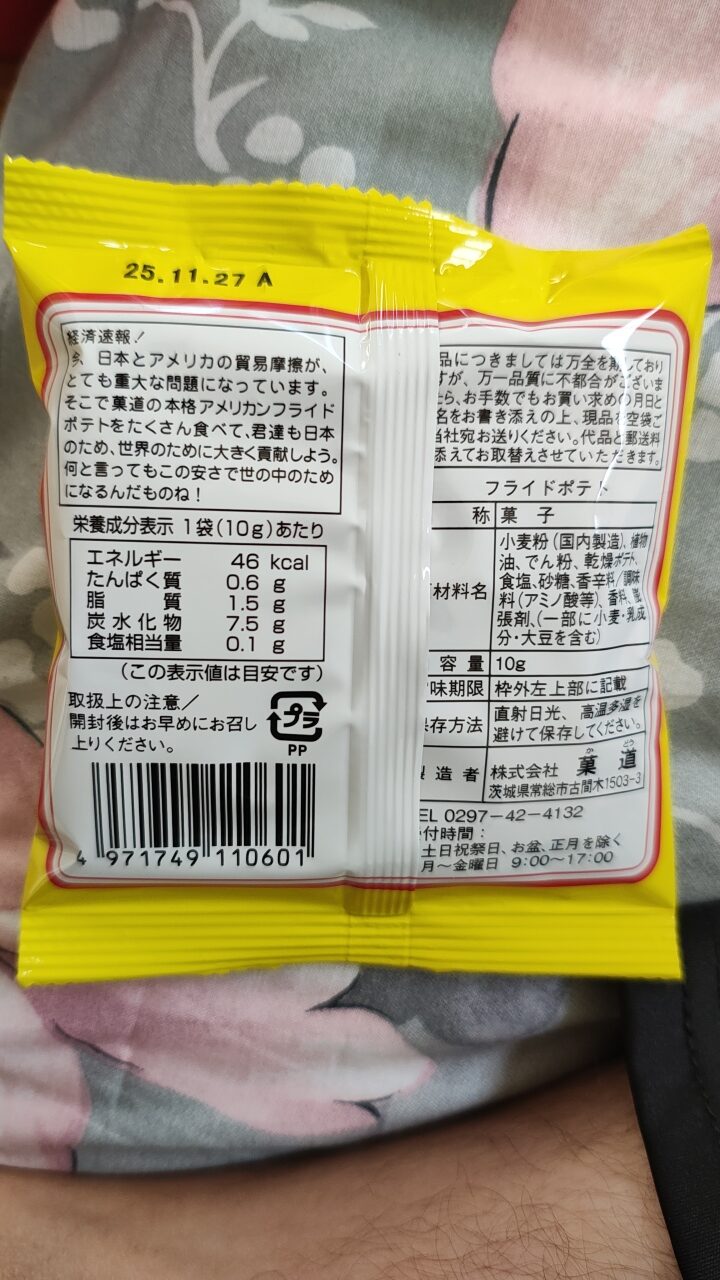 25.11.27 A
経済速報!
今、日本とアメリカの貿易摩擦が、
とても重大な問題になっています。
そこで菓道の本格アメリカンフライド
ポテトをたくさん食べて、君達も日本
のため、世界のために大きく貢献しよう。
何と言ってもこの安さで世の中のため
になるんだものね!
栄養成分表示 1袋(10g)あたり
エネルギー 46 kcal
たんぱく質 0.6 g
脂質 1.5 g
炭水化物 7.5 g
食塩相当量 0.1 g
(この表示値は目安です)
取扱上の注意/
開封後はお早めにお召し
上りください。
プラ
PP
4 971749 110601
品につきましては万全を期しており
すが、万一品質に不都合がございま
たら、お手数でもお買い求めの月日と
名をお書き添えの上、現品を空袋ご
当社宛お送りください。代品と郵送料
添えてお取替えさせていただきます。
フライドポテト
称 菓子
材料名 小麦粉(国内製造)、植物
油、でん粉、乾燥ポテト、
食塩、砂糖、香辛料/調味
料(アミノ酸等)、香料、膨
張剤、(一部に小麦・乳成
分・大豆を含む)
容量 10g
味期限 枠外左上部に記載
存方法 直射日光、高温多湿を
避けて保存してください。
造者 株式会社 菓道
かどう
茨城県常総市古間木1503-3
EL 0297-42-4132
付時間:
土日祝祭日、お盆、正月を除く
月~金曜日 9:00~17:00